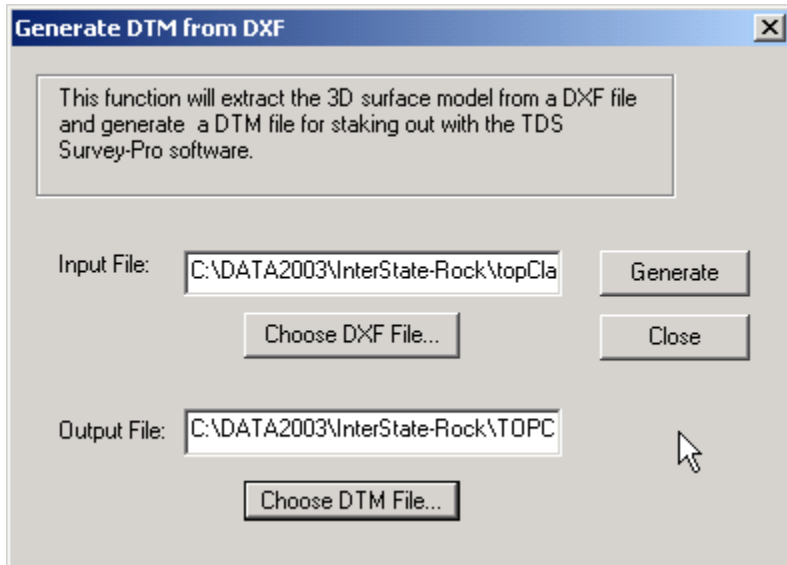 Generate DTM from DXF
This function will extract the 3D surface model from a DXF file
and generate a DTM file for staking out with the TDS
Survey-Pro software.
Input File:
C:\DATA2003\InterState-Rock\topCla
Generate
Choose DXF File...
Close
Output File:
C:\DATA2003\InterState-Rock\TOPC
Choose DTM File...